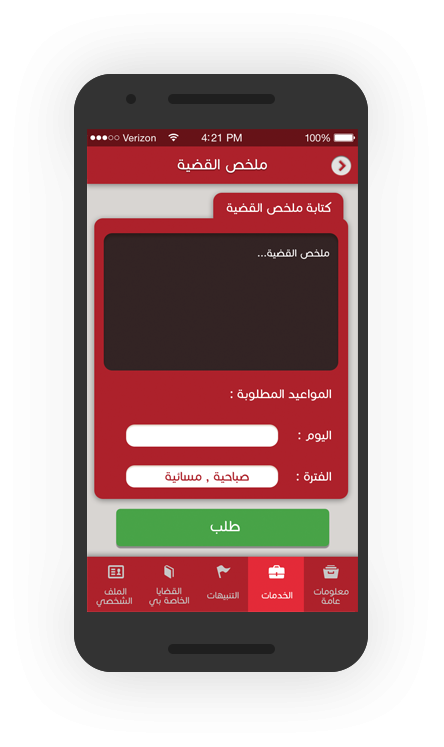 Verizon 4:21 PM 100%
ملخص القضية
كتابة ملخص القضية
ملخص القضية...
المواعيد المطلوبة :
اليوم :
الفترة : صباحية , مسانية
طلب
معلومات عامة
الخدمات
التنبيهات
القضايا الخاصة بي
الملف الشخصي